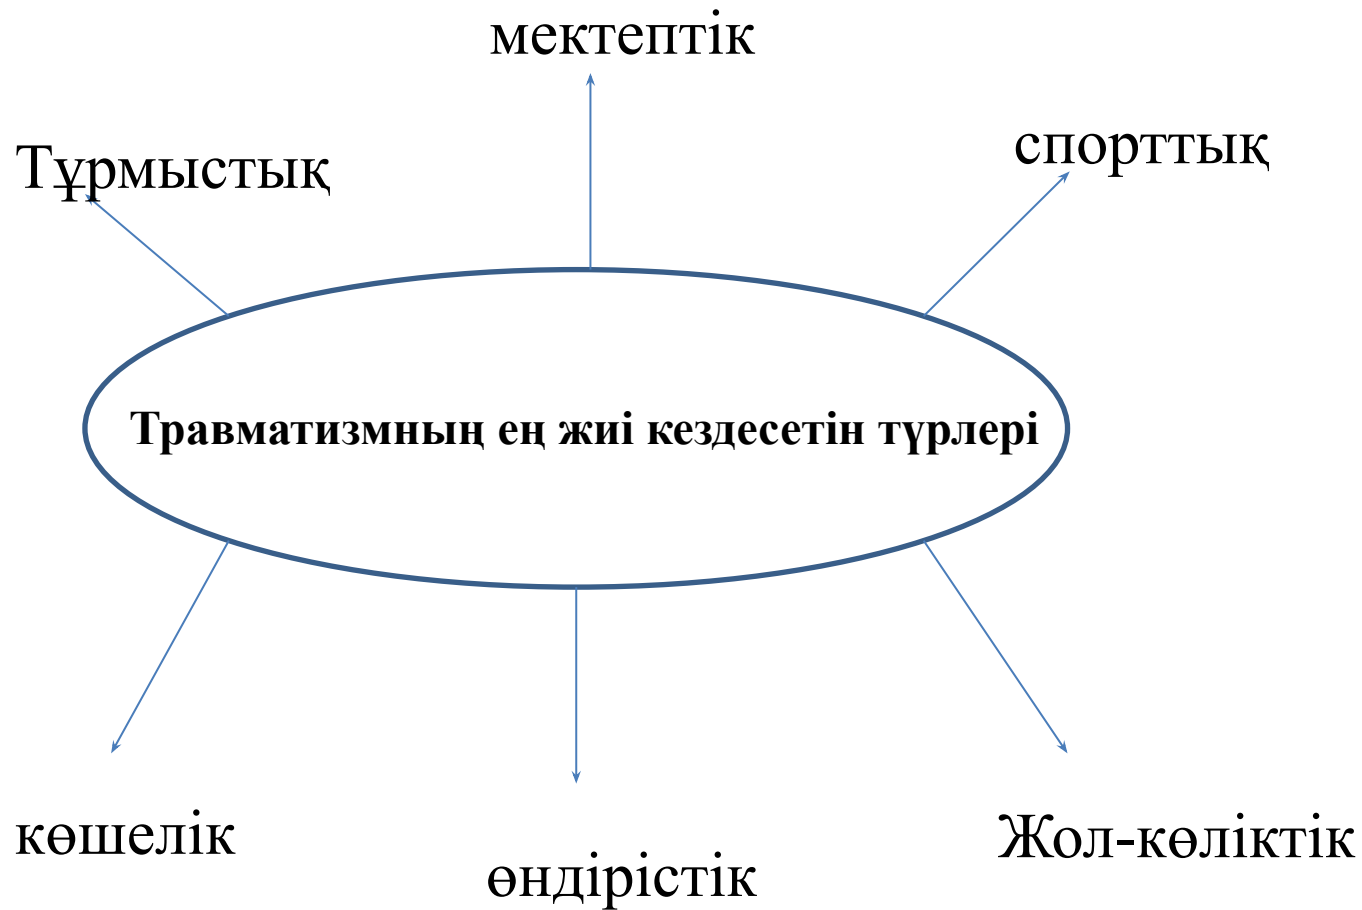 мектептік
Тұрмыстық
спорттық
Травматизмның ең жиі кездесетін түрлері
көшелік
өндірістік
Жол-көліктік